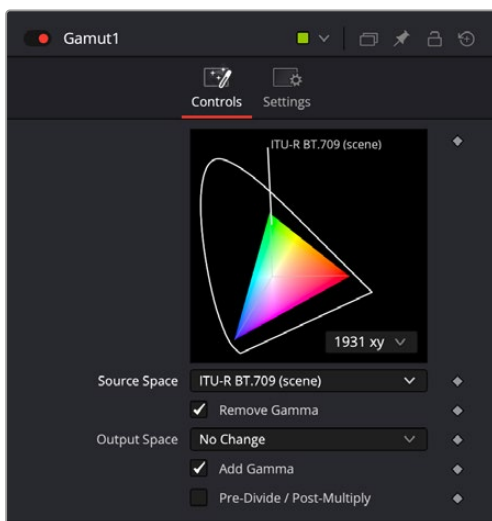 Gamut1
Controls Settings
ITU-R BT.709 (scene)
1931 xy
Source Space ITU-R BT.709 (scene)
Remove Gamma
Output Space No Change
Add Gamma
Pre-Divide / Post-Multiply